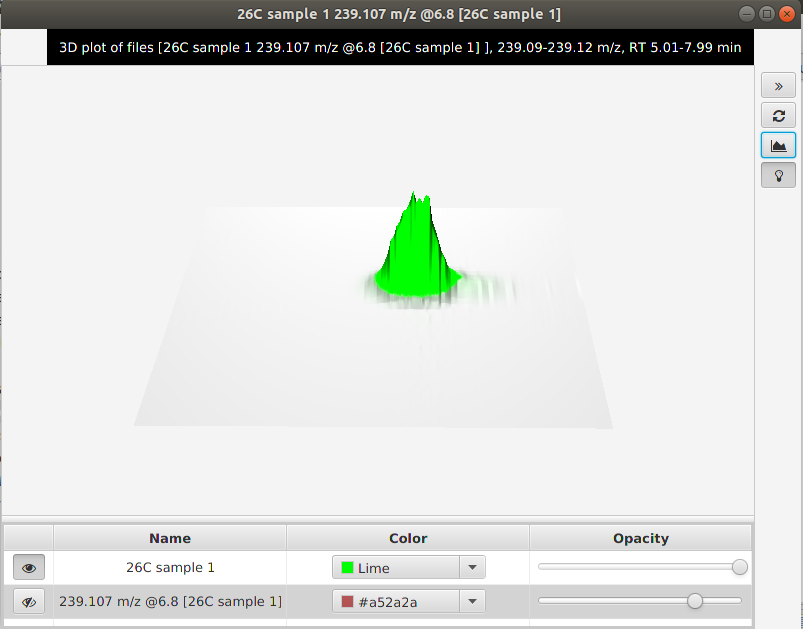 26C sample 1 239.107 m/z @6.8 [26C sample 1]
3D plot of files [26C sample 1 239.107 m/z @6.8 [26C sample 1] ], 239.09-239.12 m/z, RT 5.01-7.99 min
Name Color Opacity
26C sample 1 Lime
239.107 m/z @6.8 [26C sample 1] #a52a2a